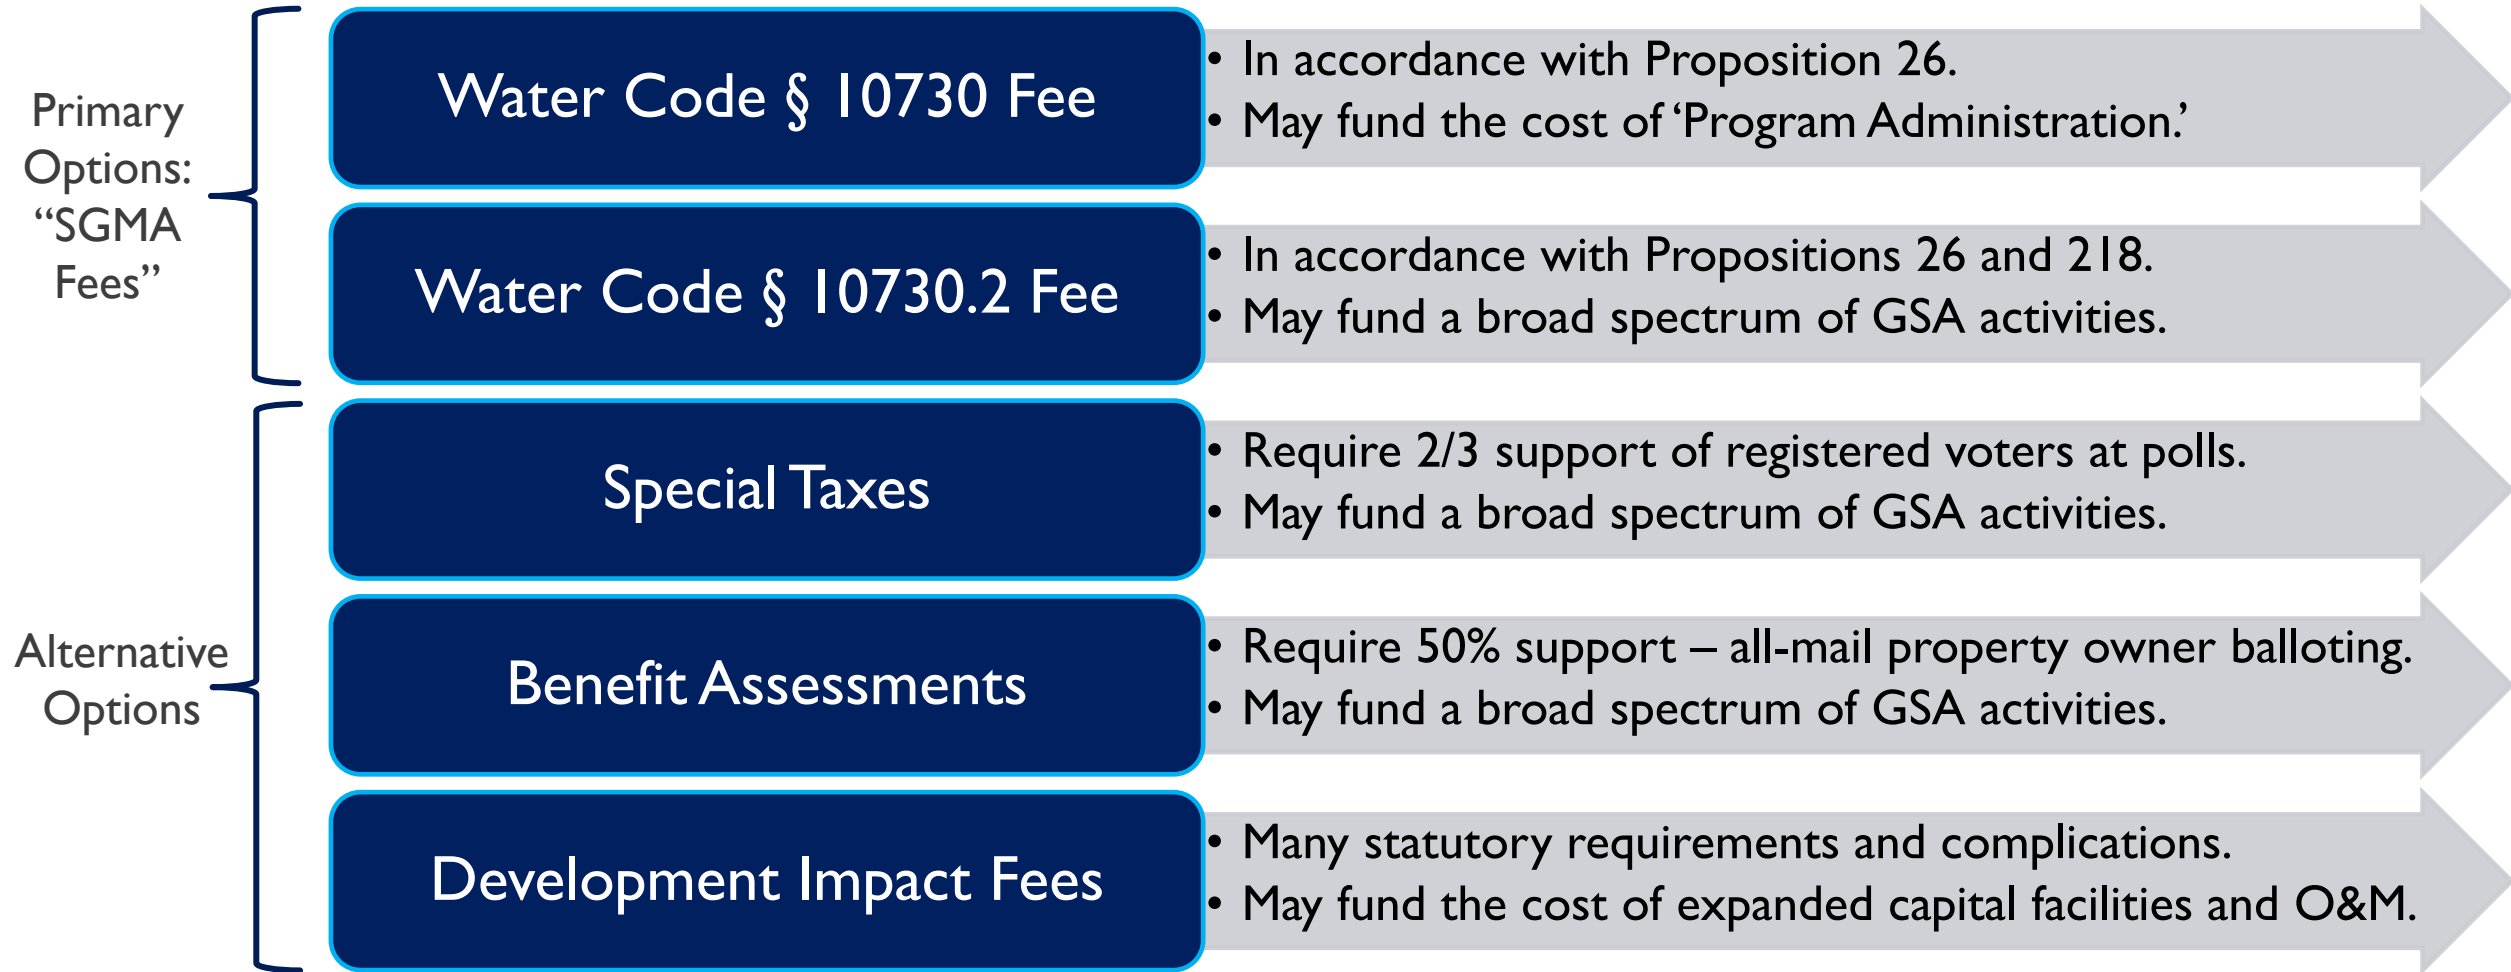 Primary
Options:
“SGMA
Fees”
Water Code § 10730 Fee
• In accordance with Proposition 26.
• May fund the cost of ‘Program Administration.’
Water Code § 10730.2 Fee
• In accordance with Propositions 26 and 218.
• May fund a broad spectrum of GSA activities.
Alternative
Options
Special Taxes
• Require 2/3 support of registered voters at polls.
• May fund a broad spectrum of GSA activities.
Benefit Assessments
• Require 50% support – all-mail property owner balloting.
• May fund a broad spectrum of GSA activities.
Development Impact Fees
• Many statutory requirements and complications.
• May fund the cost of expanded capital facilities and O&M.